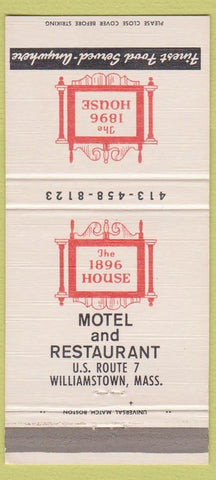 PLEASE CLOSE COVER BEFORE STRIKING
Finest Food Served-Anywhere
The
1896
HOUSE
413-458-8123
The
1896
HOUSE
MOTEL
and
RESTAURANT
U.S. ROUTE 7
WILLIAMSTOWN, MASS.
UNIVERSAL MATCH BOSTON